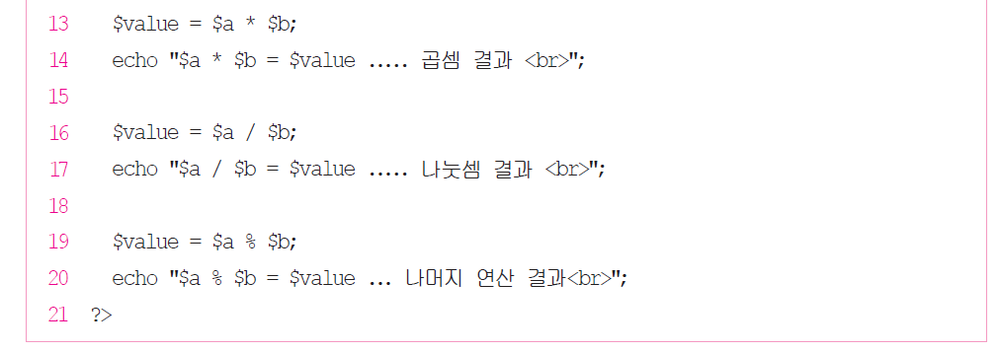 13 $value = $a * $b;
14 echo "$a * $b = $value ..... 곱셈 결과 <br>";
15
16 $value = $a / $b;
17 echo "$a / $b = $value ..... 나눗셈 결과 <br>";
18
19 $value = $a % $b;
20 echo "$a % $b = $value ... 나머지 연산 결과<br>";
21 ?>